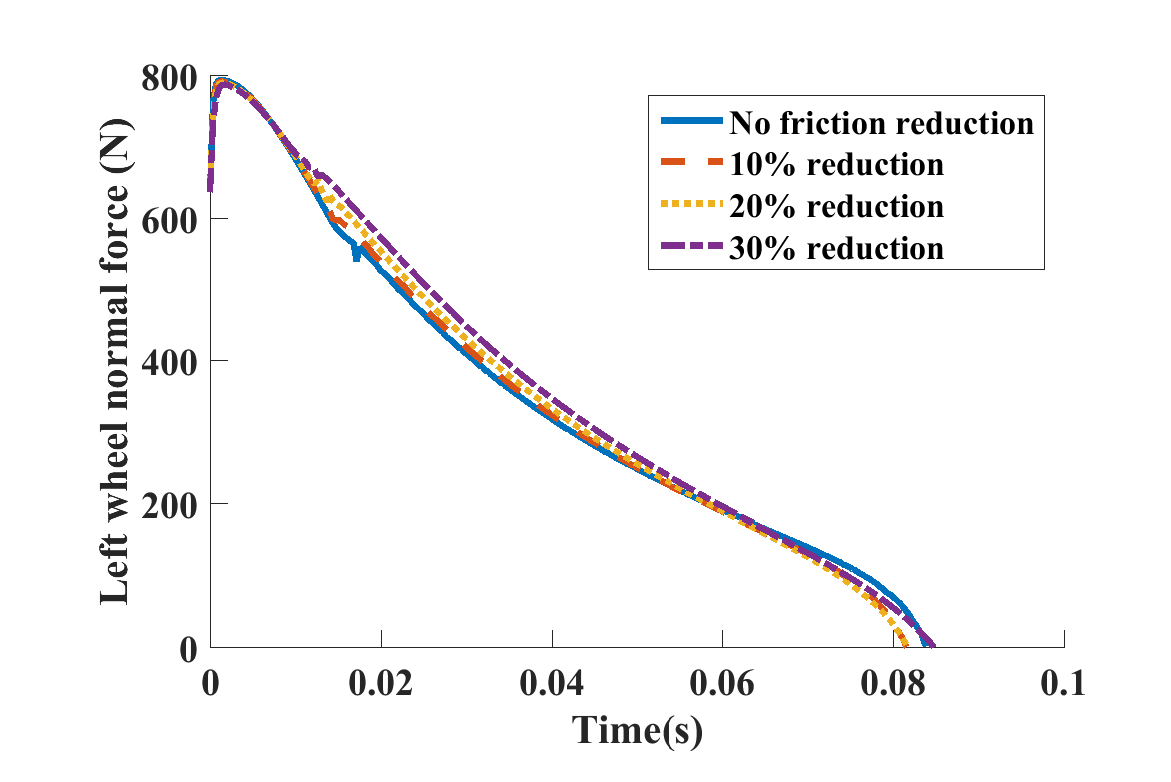 800
600
400
200
0
Left wheel normal force (N)
No friction reduction
10% reduction
20% reduction
30% reduction
0 0.02 0.04 0.06 0.08 0.1
Time(s)